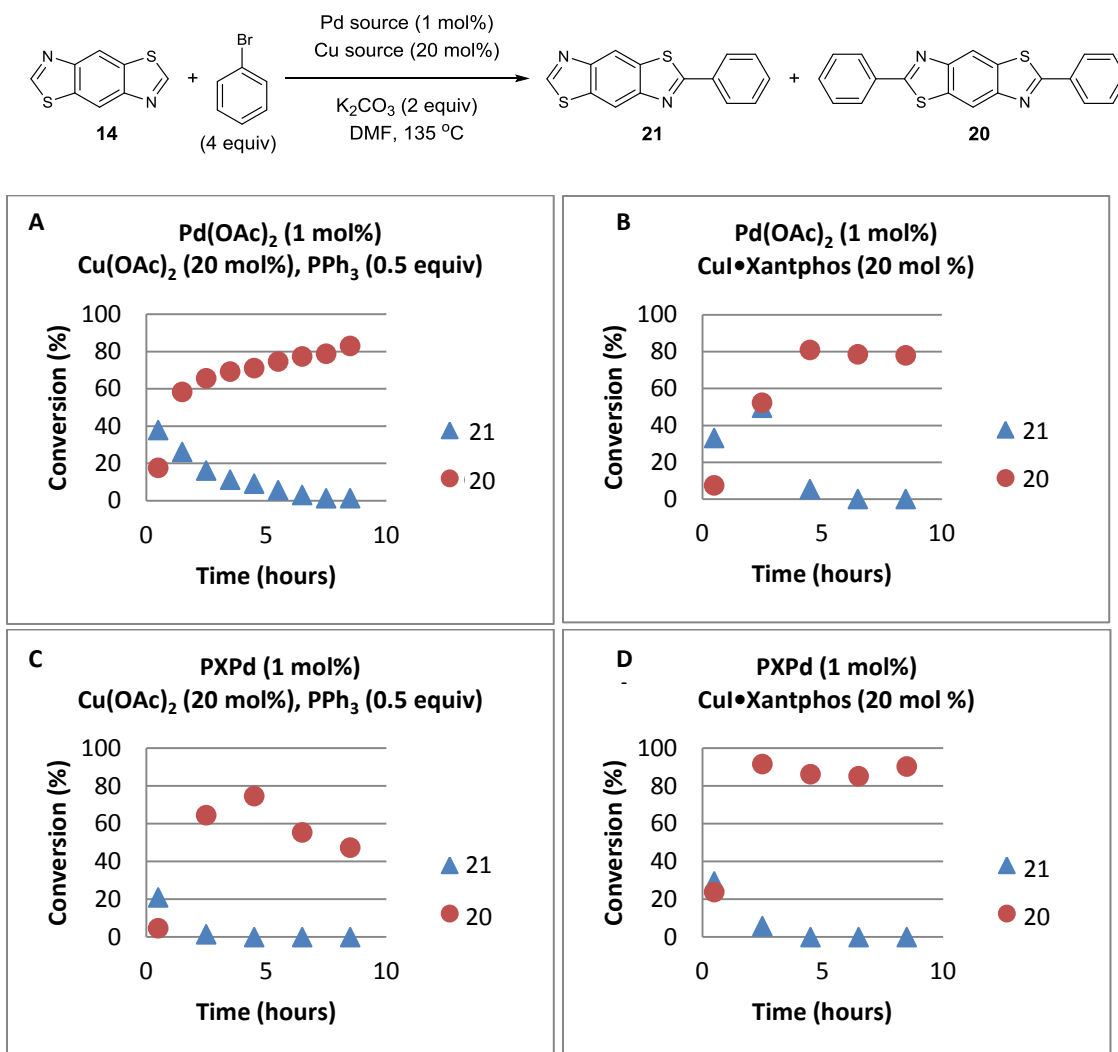 Pd source (1 mol%)
Cu source (20 mol%)
K2CO3 (2 equiv)
DMF, 135 °C
N
S
S
N
14
+
Br
(4 equiv)
N
S
S
N
21
+
N
S
S
N
20
A
Pd(OAc)2 (1 mol%)
Cu(OAc)2 (20 mol%), PPh3 (0.5 equiv)
Conversion (%)
100
80
60
40
20
0
0
5
10
Time (hours)
21
20
B
Pd(OAc)2 (1 mol%)
CuI•Xantphos (20 mol %)
Conversion (%)
100
80
60
40
20
0
0
5
10
Time (hours)
21
20
C
PXPd (1 mol%)
Cu(OAc)2 (20 mol%), PPh3 (0.5 equiv)
Conversion (%)
100
80
60
40
20
0
0
5
10
Time (hours)
21
20
D
-
PXPd (1 mol%)
CuI•Xantphos (20 mol %)
Conversion (%)
100
80
60
40
20
0
0
5
10
Time (hours)
21
20